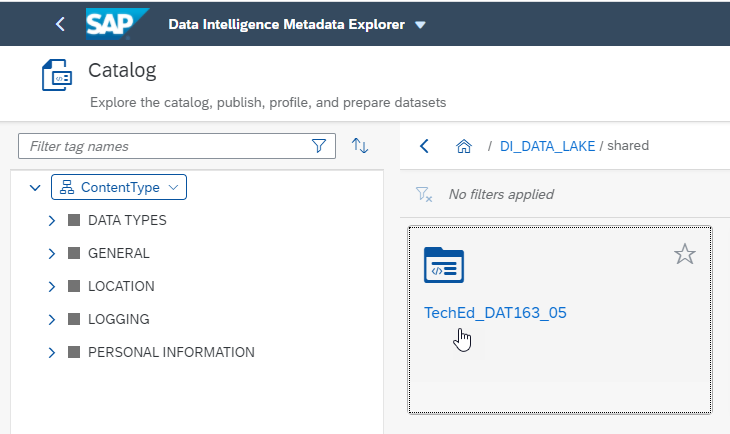 SAP Data Intelligence Metadata Explorer
Catalog
Explore the catalog, publish, profile, and prepare datasets
Filter tag names
/ DI_DATA_LAKE / shared
ContentType
No filters applied
DATA TYPES
GENERAL
LOCATION
LOGGING
PERSONAL INFORMATION
TechEd_DAT163_05